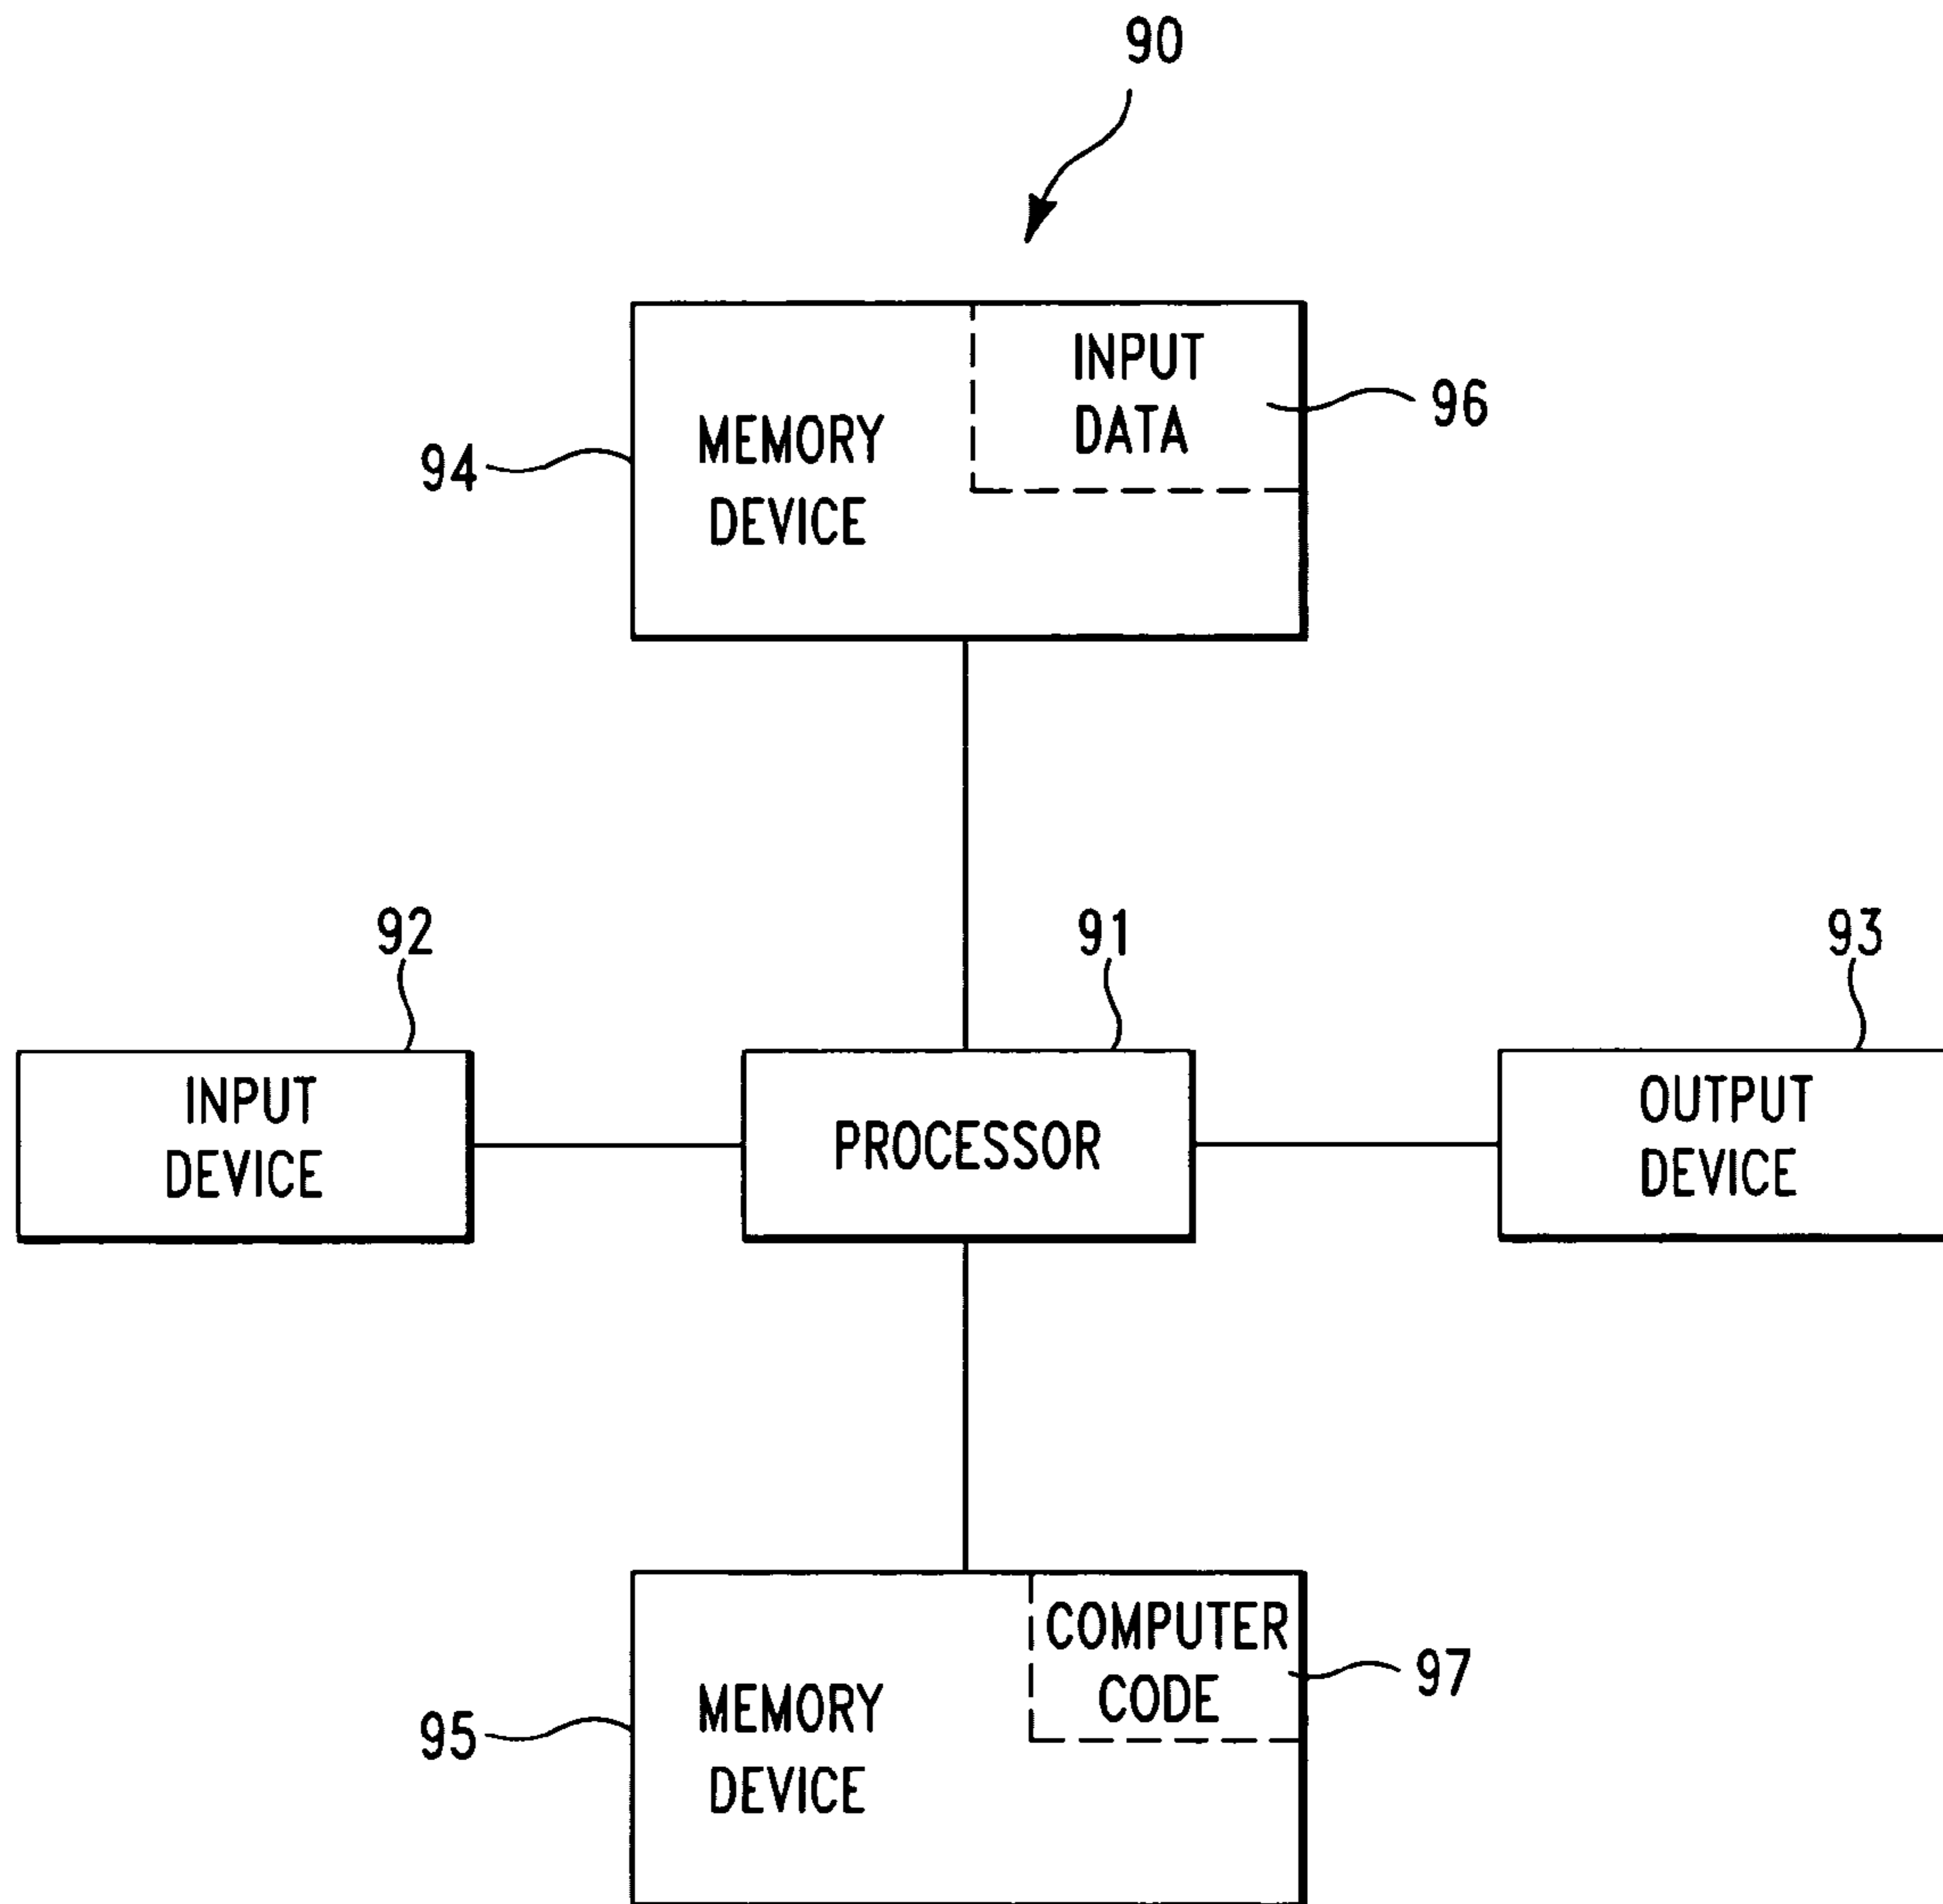 90
INPUT
DATA
96
MEMORY
DEVICE
94
92
91
93
INPUT
DEVICE
PROCESSOR
OUTPUT
DEVICE
COMPUTER
CODE
97
MEMORY
DEVICE
95